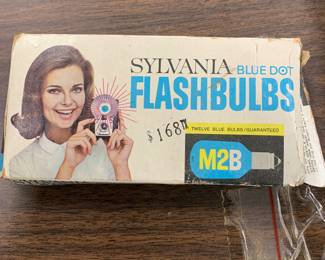 SYLVANIA BLUE DOT
FLASHBULBS
$1.68
TWELVE BLUE BULBS/GUARANTEED
M2B